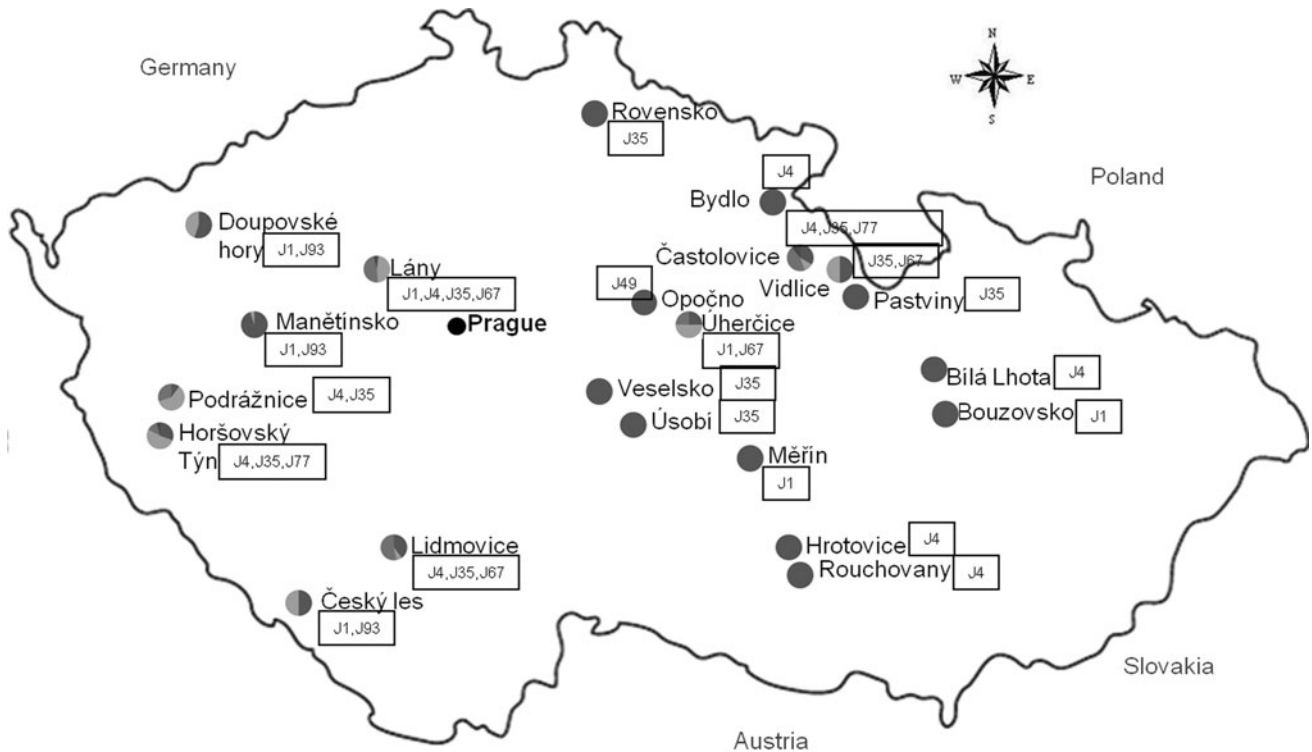 Germany
N
W
E
S
Rovensko
J35
J4
Poland
Bydlo
J4,J35,J77
Doupovské
hory
J1,J93
Lány
J1,J4,J35,J67
Častolovice
J35,J67
Vidlice
Pastviny
J35
J49
Opočno
Manětínsko
J1,J93
Prague
Úherčice
J1,J67
Podrážnice
J4,J35
Veselsko
J35
Bílá Lhota
J4
Horšovský
Týn
J4,J35,J77
Úsobí
J35
Bouzovsko
J1
Měřín
J1
Lidmovice
J4,J35,J67
Hrotovice
J4
Rouchovany
J4
Český les
J1,J93
Slovakia
Austria